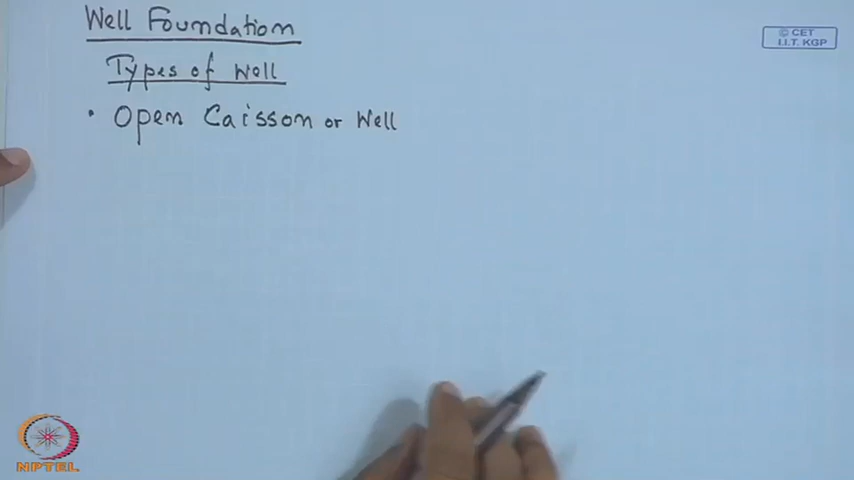 Well Foundation
© CET
I.I.T. KGP
Types of Well
• Open Caisson or Well
NPTEL